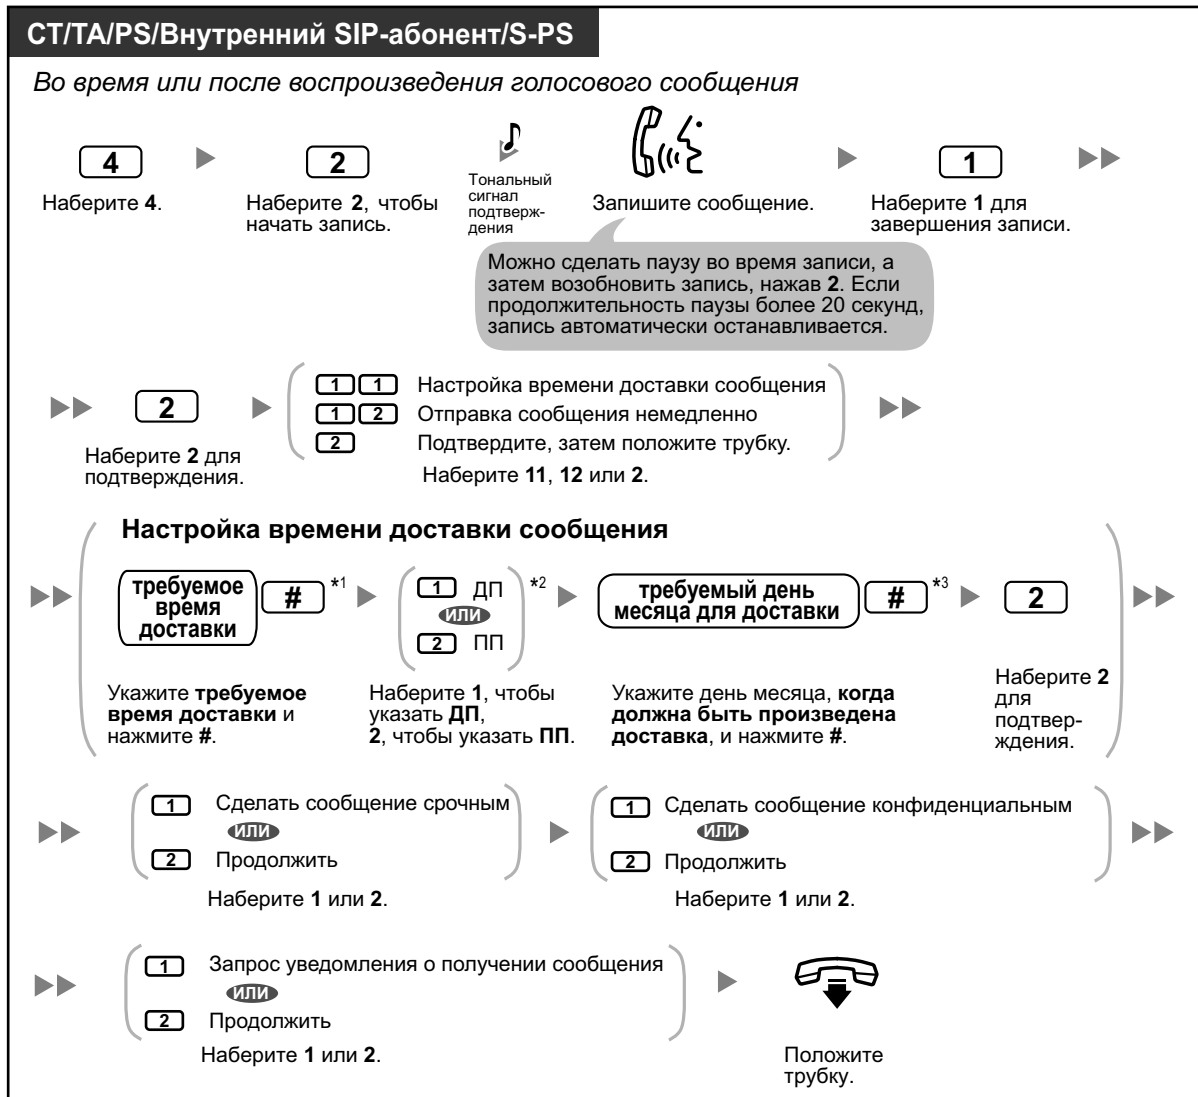 СТ/ТА/PS/Внутренний SIP-абонент/S-PS
Во время или после воспроизведения голосового сообщения
4
2
1
Наберите 4.
Наберите 2, чтобы
начать запись.
Тональный
сигнал
подтверж-
дения
Запишите сообщение.
Наберите 1 для
завершения записи.
Можно сделать паузу во время записи, а
затем возобновить запись, нажав 2. Если
продолжительность паузы более 20 секунд,
запись автоматически останавливается.
2
Наберите 2 для
подтверждения.
1 1 Настройка времени доставки сообщения
1 2 Отправка сообщения немедленно
2 Подтвердите, затем положите трубку.
Наберите 11, 12 или 2.
Настройка времени доставки сообщения
требуемое
время
доставки
# *1
1 ДП
или
2 ПП
*2
требуемый день
месяца для доставки
# *3
2
Укажите требуемое
время доставки и
нажмите #.
Наберите 1, чтобы
указать ДП,
2, чтобы указать ПП.
Укажите день месяца, когда
должна быть произведена
доставка, и нажмите #.
Наберите 2
для
подтвер-
ждения.
1 Сделать сообщение срочным
или
2 Продолжить
Наберите 1 или 2.
1 Сделать сообщение конфиденциальным
или
2 Продолжить
Наберите 1 или 2.
1 Запрос уведомления о получении сообщения
или
2 Продолжить
Наберите 1 или 2.
Положите
трубку.